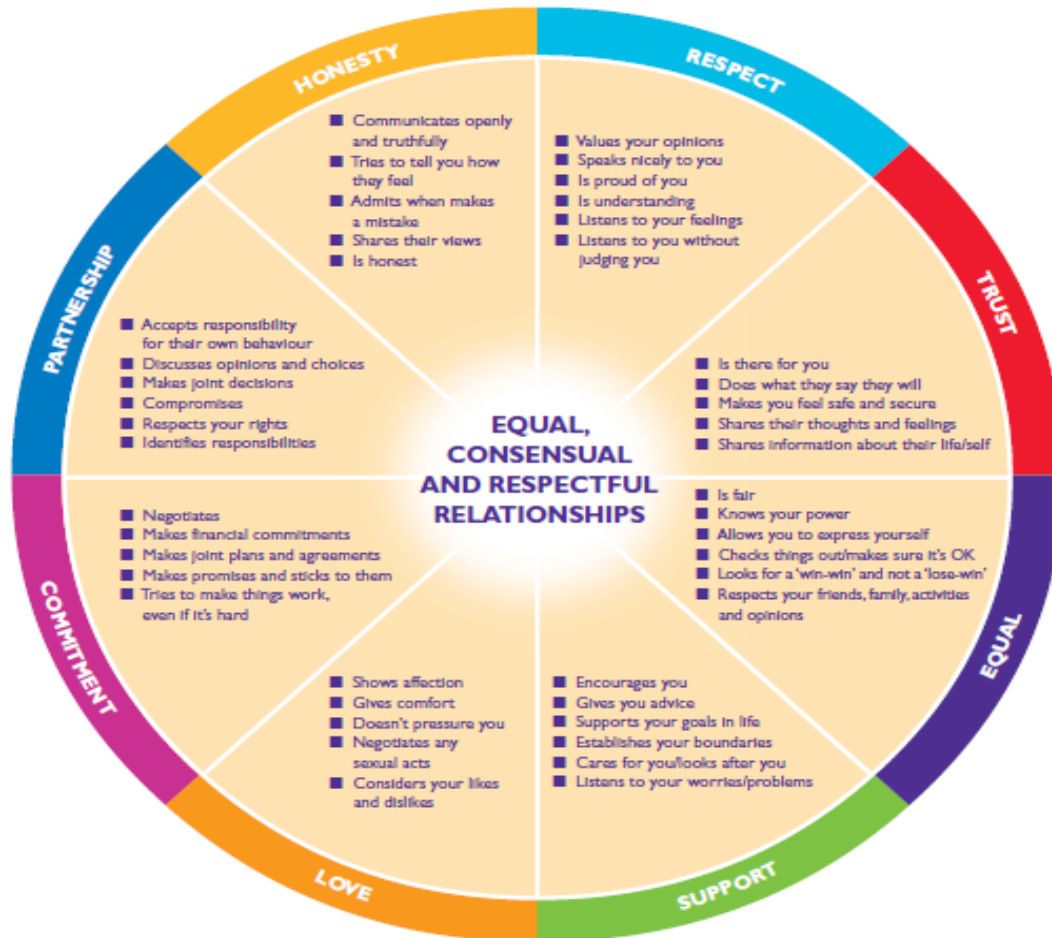 HONESTY
■ Communicates openly
and truthfully
■ Tries to tell you how
they feel
■ Admits when makes
a mistake
■ Shares their views
■ Is honest
RESPECT
■ Values your opinions
■ Speaks nicely to you
■ Is proud of you
■ Is understanding
■ Listens to your feelings
■ Listens to you without
judging you
TRUST
■ Is there for you
■ Does what they say they will
■ Makes you feel safe and secure
■ Shares their thoughts and feelings
■ Shares information about their life/self
EQUAL
■ Is fair
■ Knows your power
■ Allows you to express yourself
■ Checks things out/makes sure it's OK
■ Looks for a ‘win-win’ and not a ‘lose-win’
■ Respects your friends, family, activities
and opinions
SUPPORT
■ Encourages you
■ Gives you advice
■ Supports your goals in life
■ Establishes your boundaries
■ Cares for you/looks after you
■ Listens to your worries/problems
LOVE
■ Shows affection
■ Gives comfort
■ Doesn't pressure you
■ Negotiates any
sexual acts
■ Considers your likes
and dislikes
COMMITMENT
■ Negotiates
■ Makes financial commitments
■ Makes joint plans and agreements
■ Makes promises and sticks to them
■ Tries to make things work,
even if it's hard
PARTNERSHIP
■ Accepts responsibility
for their own behaviour
■ Discusses opinions and choices
■ Makes joint decisions
■ Compromises
■ Respects your rights
■ Identifies responsibilities
EQUAL,
CONSENSUAL
AND RESPECTFUL
RELATIONSHIPS